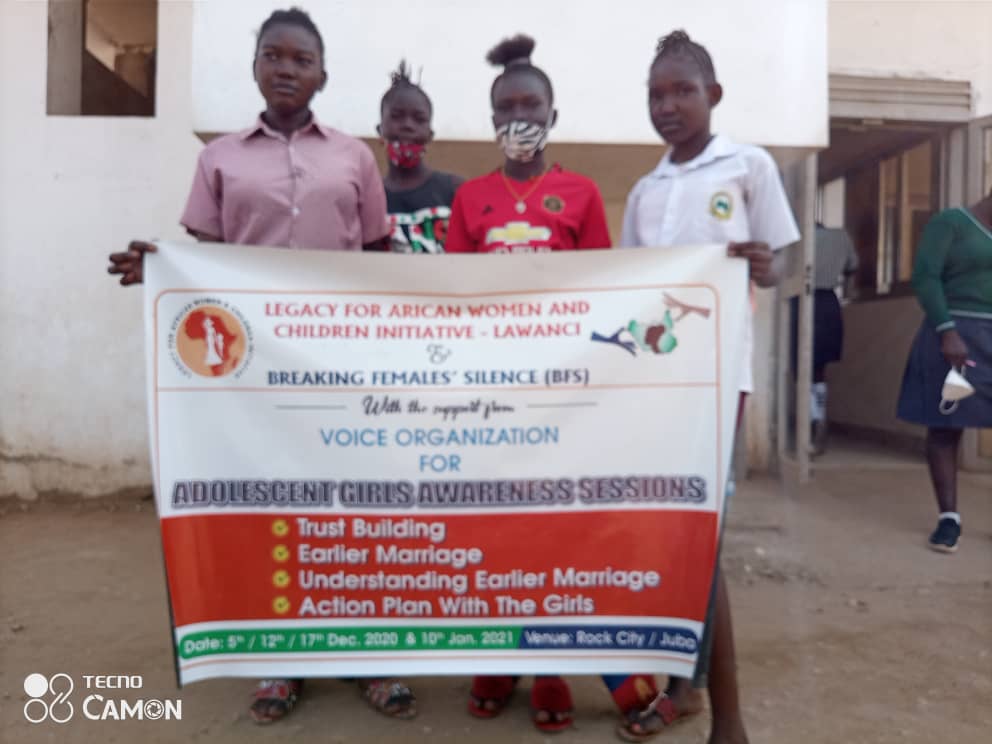 LEGACY FOR ARICAN WOMEN AND
CHILDREN INITIATIVE - LAWANCI
&
BREAKING FEMALES' SILENCE (BFS)
With the support from
VOICE ORGANIZATION
FOR
ADOLESCENT GIRLS AWARENESS SESSIONS
Trust Building
Earlier Marriage
Understanding Earlier Marriage
Action Plan With The Girls
Date: 5th / 12th / 17th Dec. 2020 & 10th Jan. 2021 Venue: Rock City / Juba
TECNO
CAMON